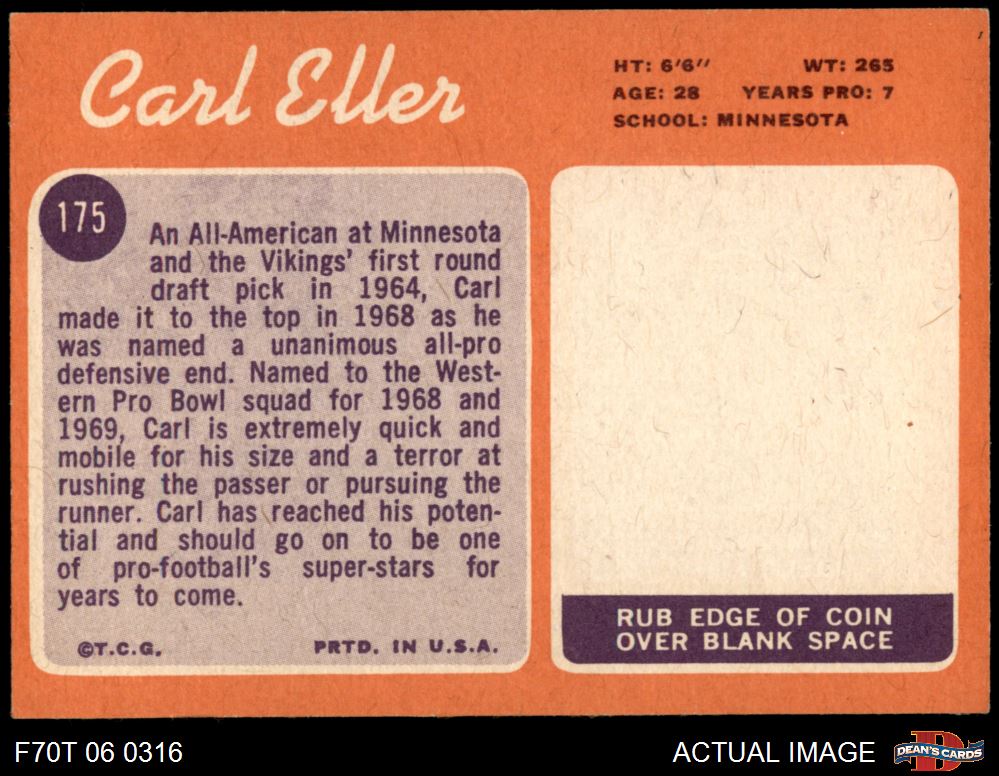 Carl Eller
HT: 6'6" WT: 265
AGE: 28 YEARS PRO: 7
SCHOOL: MINNESOTA
175
An All-American at Minnesota
and the Vikings' first round
draft pick in 1964, Carl
made it to the top in 1968 as he
was named a unanimous all-pro
defensive end. Named to the West-
ern Pro Bowl squad for 1968 and
1969, Carl is extremely quick and
mobile for his size and a terror at
rushing the passer or pursuing the
runner. Carl has reached his poten-
tial and should go on to be one
of pro-football's super-stars for
years to come.
©T.C.G. PRTD. IN U.S.A.
RUB EDGE OF COIN
OVER BLANK SPACE
F70T 06 0316
ACTUAL IMAGE
D
DEAN'S CARDS